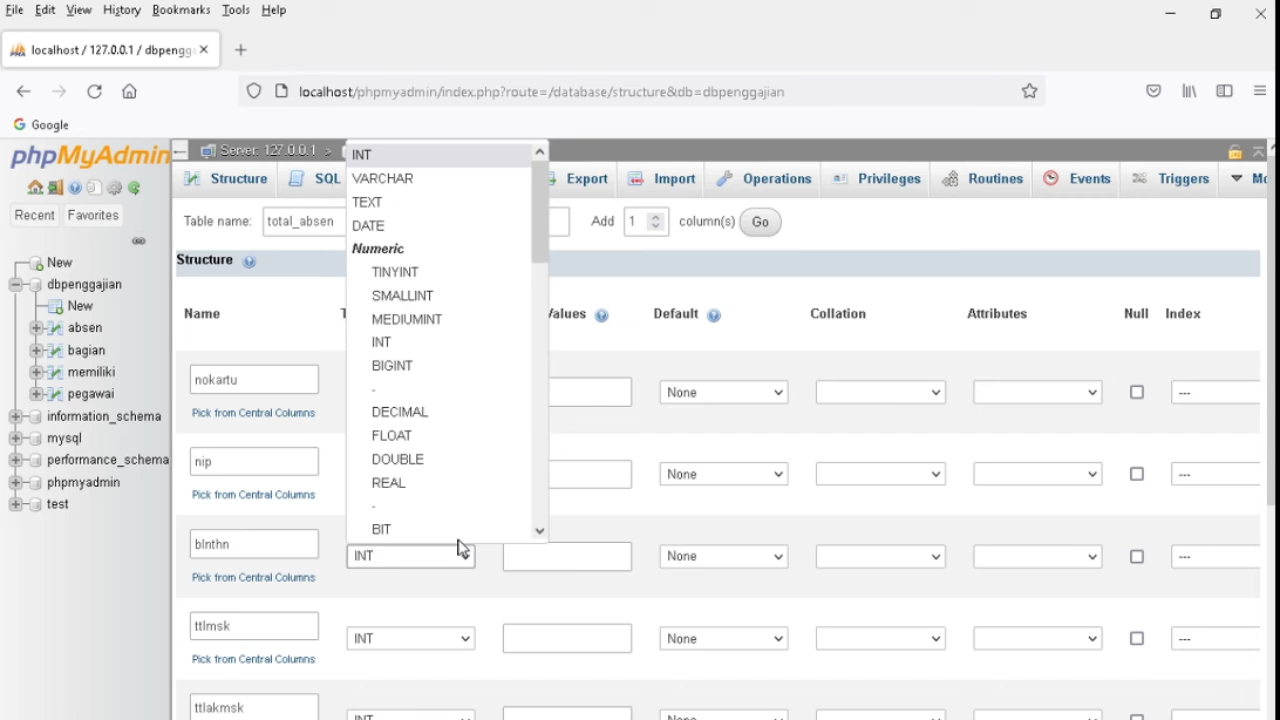 File Edit View History Bookmarks Tools Help
localhost / 127.0.0.1 / dbpengg
localhost/phpmyadmin/index.php?route=/database/structure&db=dbpenggajian
Google
phpMyAdmin
Server: 127.0.0.1 >
Structure SQL Export Import Operations Privileges Routines Events Triggers Mo
Recent Favorites
Table name: total_absen Add 1 column(s) Go
New
dbpenggajian
New
absen
bagian
memiliki
pegawai
information_schema
mysql
performance_schema
phpmyadmin
test
Structure
Name T Values Default Collation Attributes Null Index
INT
VARCHAR
TEXT
DATE
Numeric
TINYINT
SMALLINT
MEDIUMINT
INT
BIGINT
-
DECIMAL
FLOAT
DOUBLE
REAL
-
BIT
nokartu None ---
Pick from Central Columns
nip None ---
Pick from Central Columns
blnthn INT None ---
Pick from Central Columns
ttlmsk INT None ---
Pick from Central Columns
ttlakmsk INT None